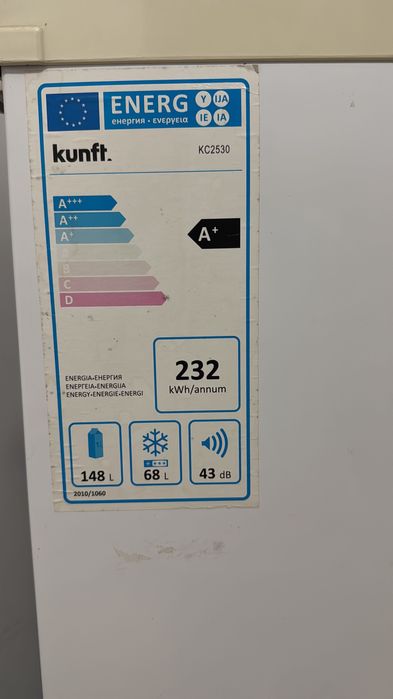 ENERG
Y IJA
IE IA
енергия • ενεργεια
kunft.
KC2530
A+++
A++
A+
A+
B
C
D
232
kWh/annum
ENERGIA•ЕНЕРГИЯ
ΕΝΕΡΓΕΙΑ•ENERGIJA
ENERGY•ENERGIE•ENERGI
148 L
68 L
43 dB
2010/1060